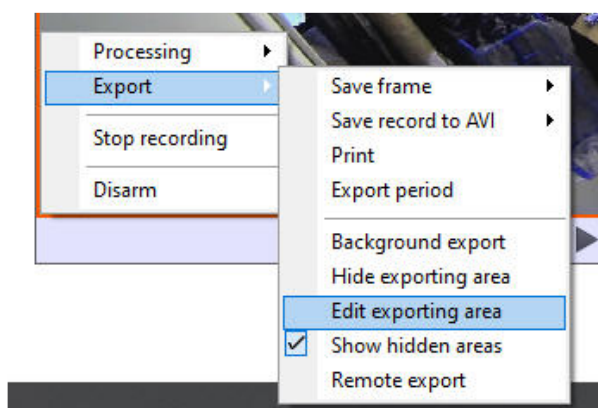 Processing
Export
Stop recording
Disarm
Save frame
Save record to AVI
Print
Export period
Background export
Hide exporting area
Edit exporting area
Show hidden areas
Remote export